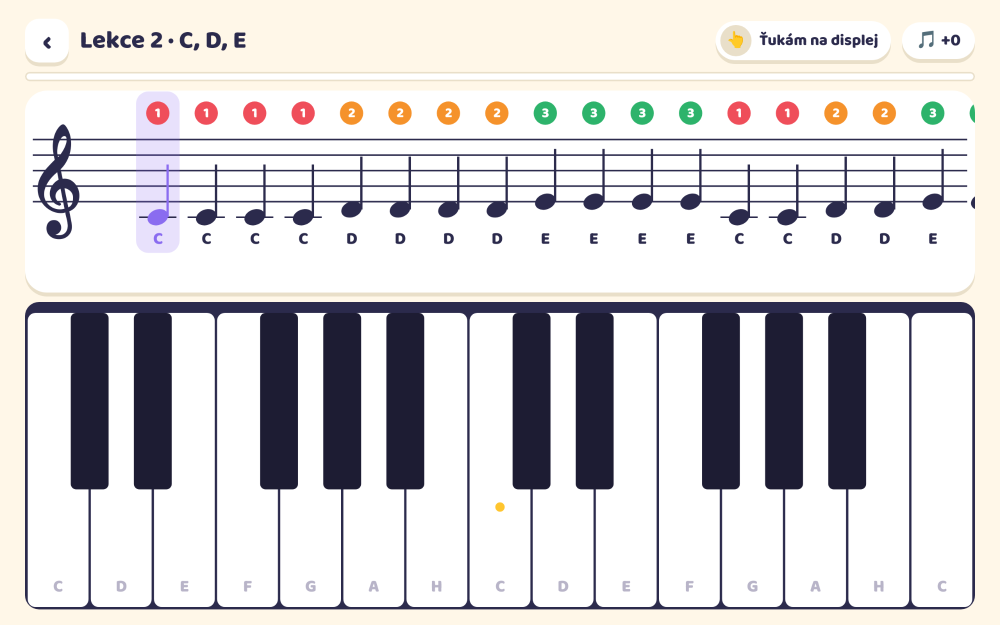 ‹ Lekce 2 · C, D, E
Ťukám na displej
+0
1 1 1 1 2 2 2 2 3 3 3 3 1 1 2 2 3
C C C C D D D D E E E E C C D D E
C D E F G A H C D E F G A H C